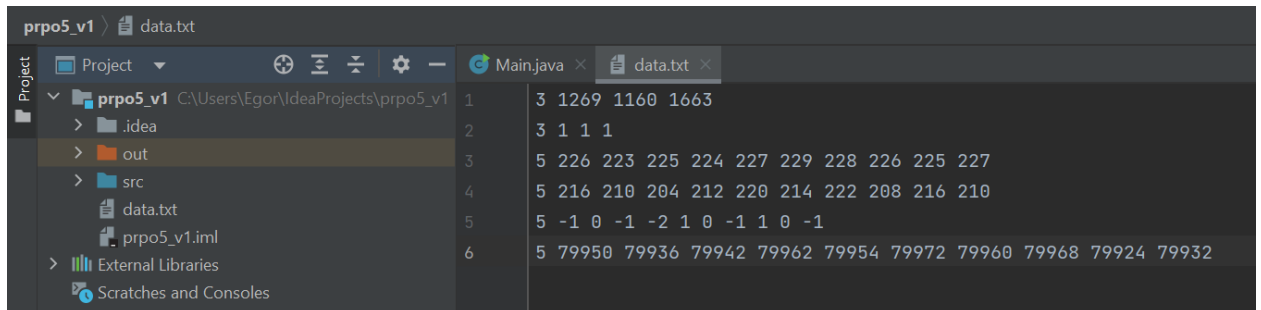 prpo5_v1 〉 data.txt
Project
Project
prpo5_v1 C:\Users\Egor\IdeaProjects\prpo5_v1
.idea
out
src
data.txt
prpo5_v1.iml
External Libraries
Scratches and Consoles
Main.java
data.txt
1 3 1269 1160 1663
2 3 1 1 1
3 5 226 223 225 224 227 229 228 226 225 227
4 5 216 210 204 212 220 214 222 208 216 210
5 5 -1 0 -1 -2 1 0 -1 1 0 -1
6 5 79950 79936 79942 79962 79954 79972 79960 79968 79924 79932